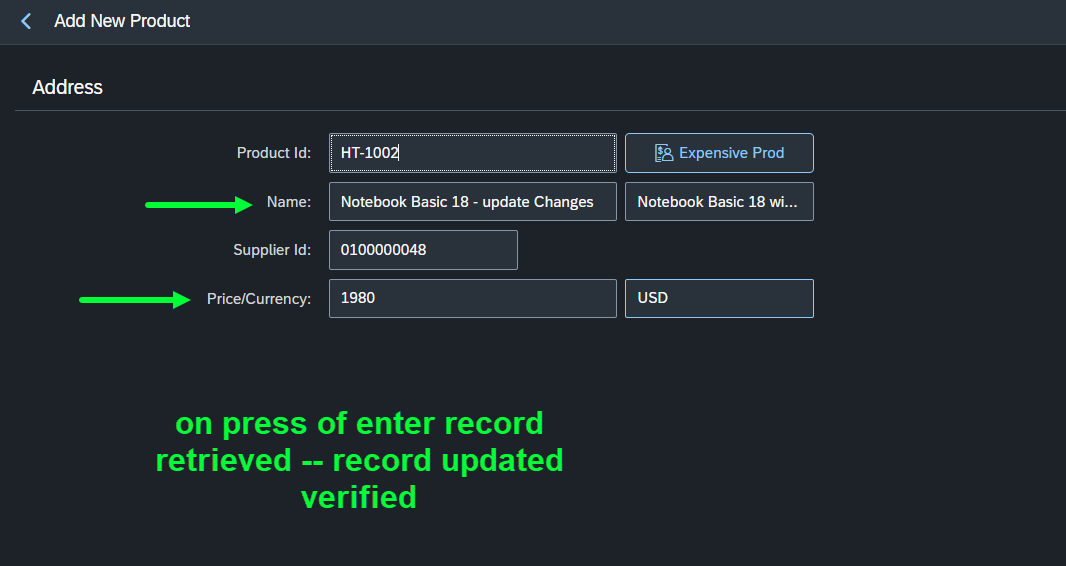 Add New Product
Address
Product Id: HT-1002 Expensive Prod
Name: Notebook Basic 18 - update Changes Notebook Basic 18 wi...
Supplier Id: 0100000048
Price/Currency: 1980 USD
on press of enter record
retrieved -- record updated
verified